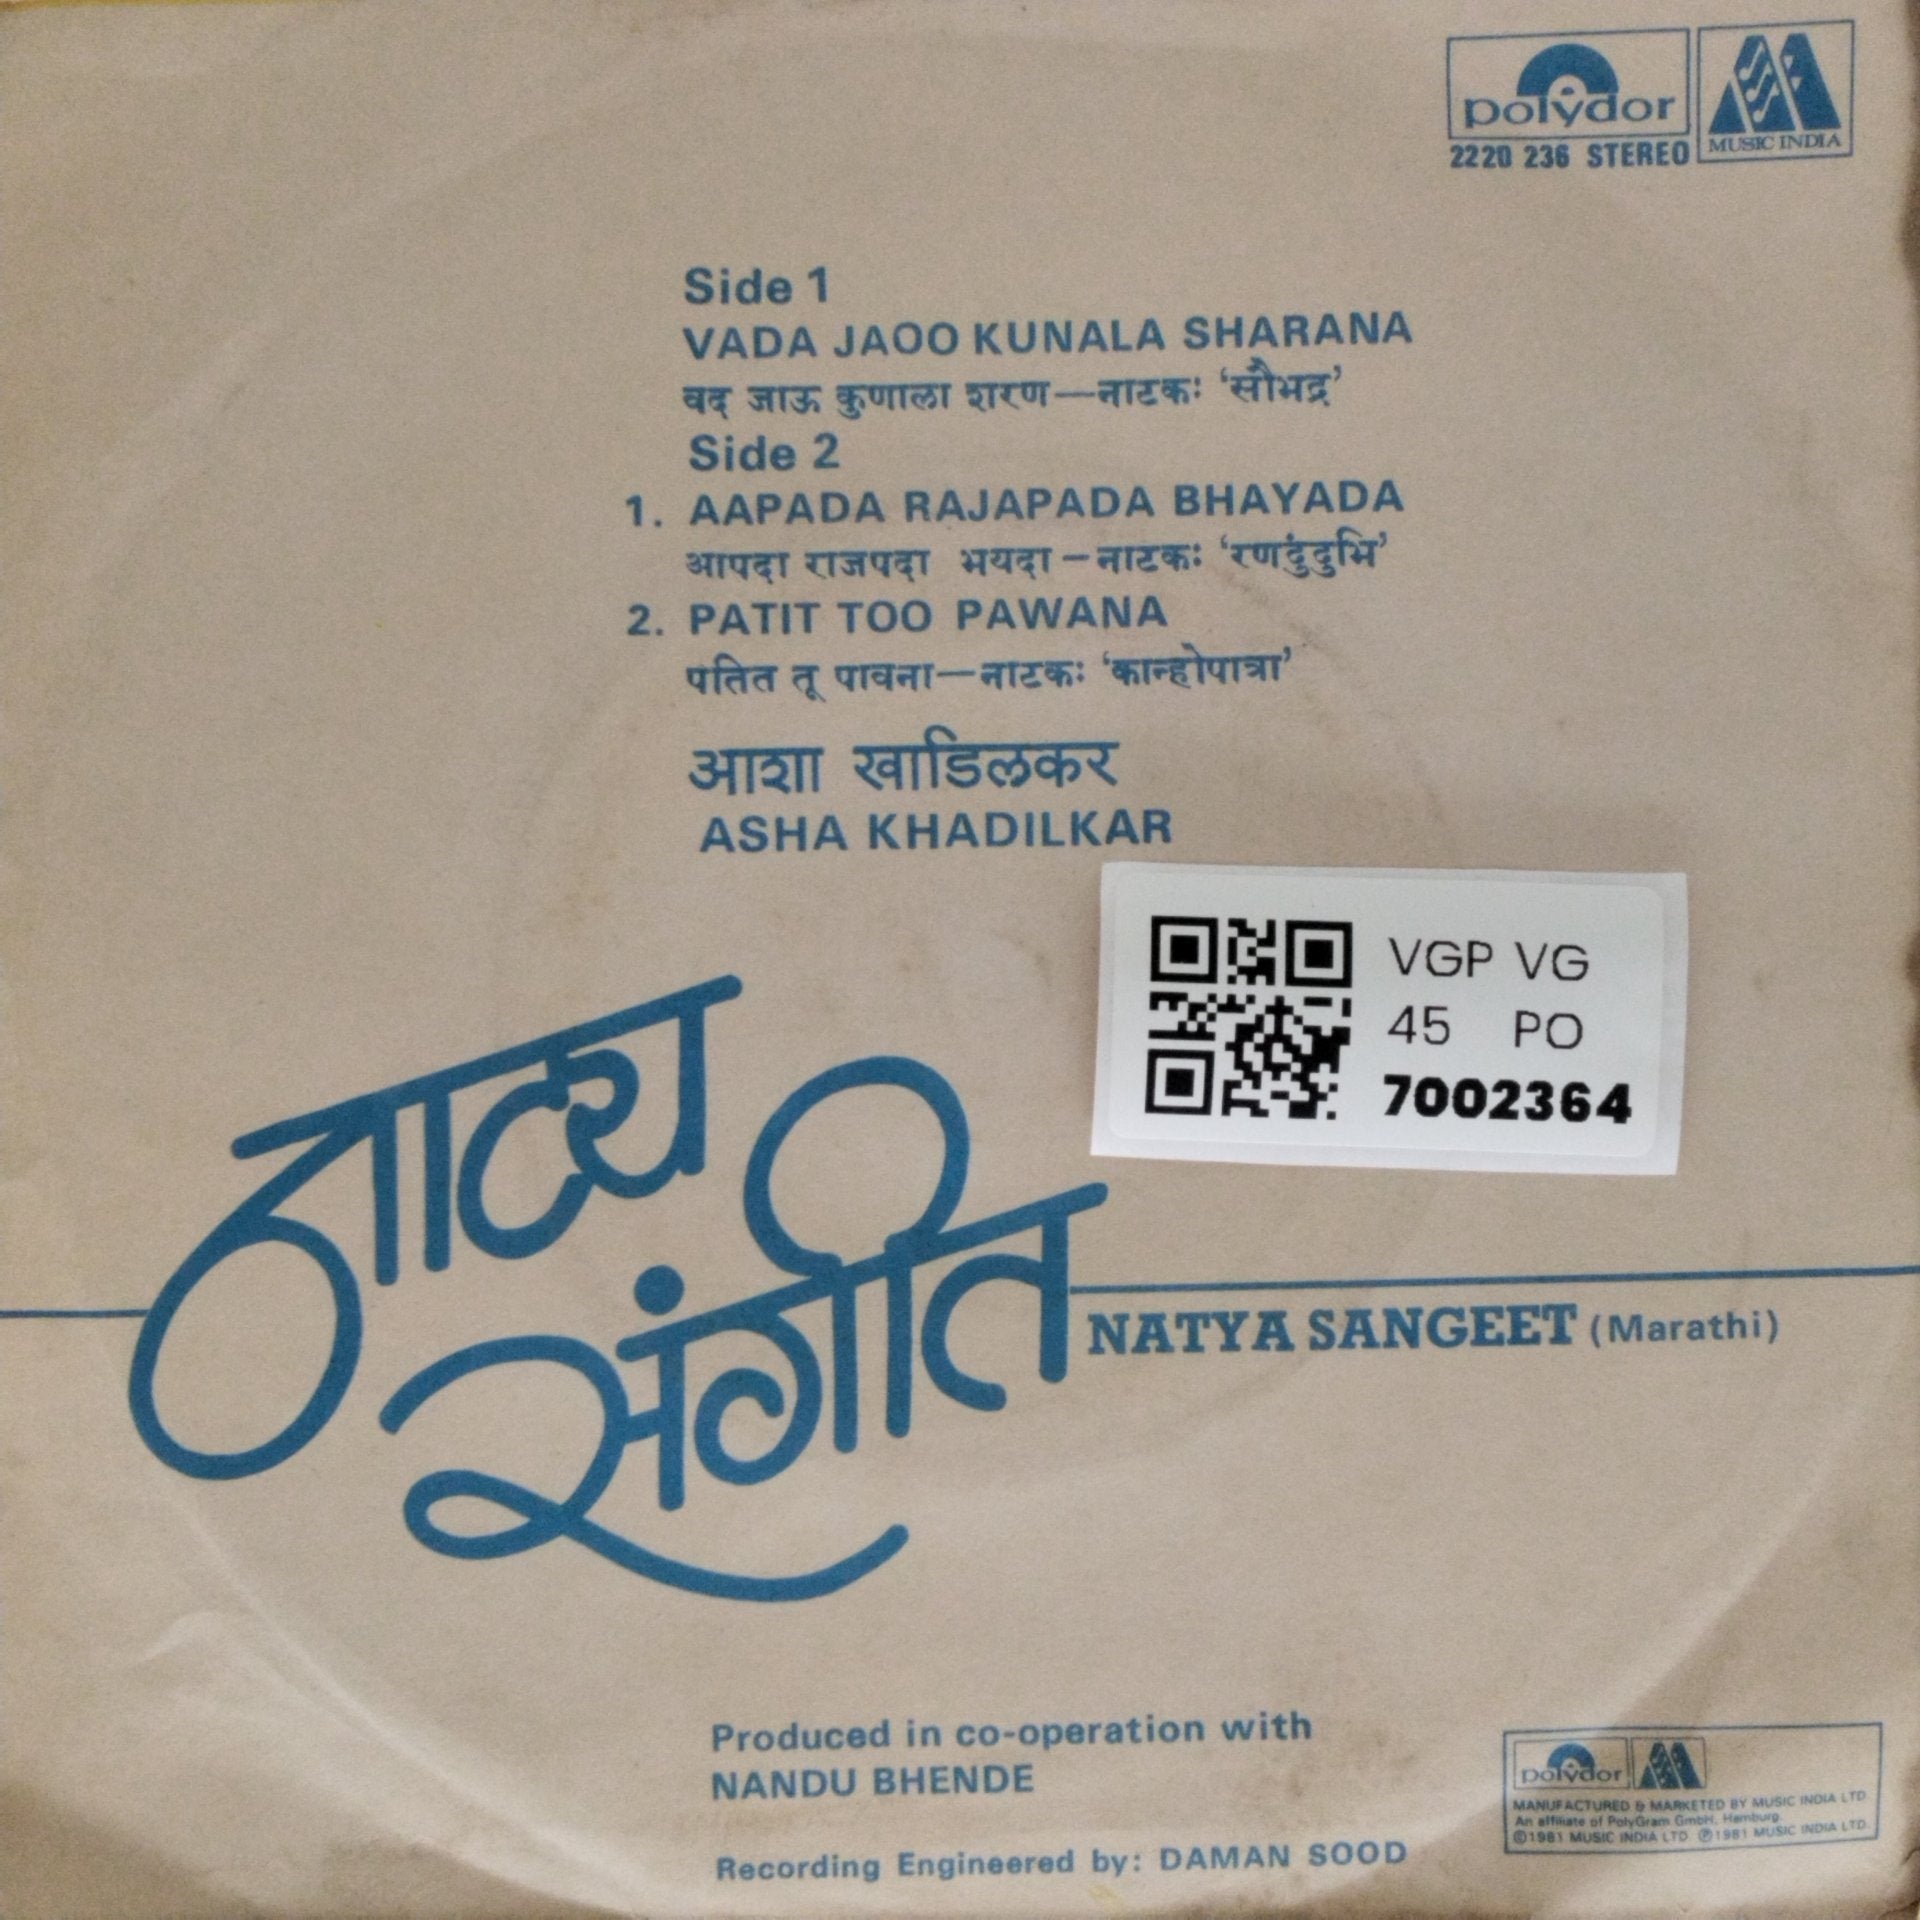 polydor
MUSIC INDIA
2220 236 STEREO
Side 1
VADA JAOO KUNALA SHARANA
वद जाऊ कुणाला शरण—नाटकः ‘सौभद्र’
Side 2
1. AAPADA RAJAPADA BHAYADA
आपदा राजपदा भयदा—नाटकः ‘रणदुंदुभि’
2. PATIT TOO PAWANA
पतित तू पावना—नाटकः ‘कान्होपात्रा’
आशा खाडिलकर
ASHA KHADILKAR
VGP VG
45 PO
7002364
नाट्य
संगीत
NATYA SANGEET (Marathi)
Produced in co-operation with
NANDU BHENDE
Recording Engineered by: DAMAN SOOD
polydor
MANUFACTURED & MARKETED BY MUSIC INDIA LTD.
An affiliate of PolyGram GmbH, Hamburg.
©1981 MUSIC INDIA LTD. ℗1981 MUSIC INDIA LTD.